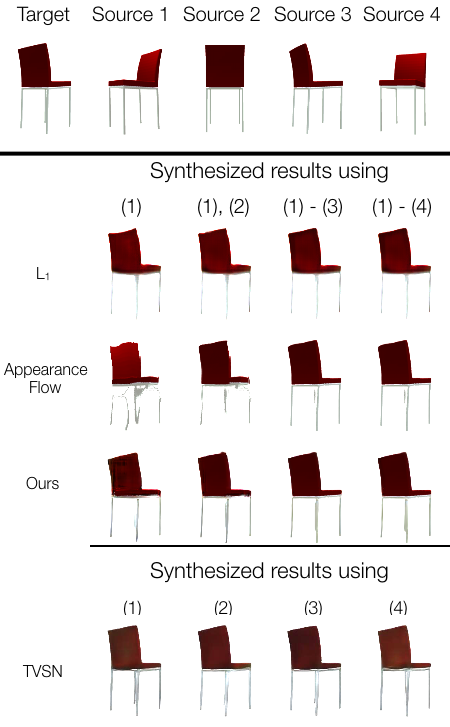 Target Source 1 Source 2 Source 3 Source 4
Synthesized results using
(1) (1), (2) (1) - (3) (1) - (4)
L₁
Appearance
Flow
Ours
Synthesized results using
(1) (2) (3) (4)
TVSN